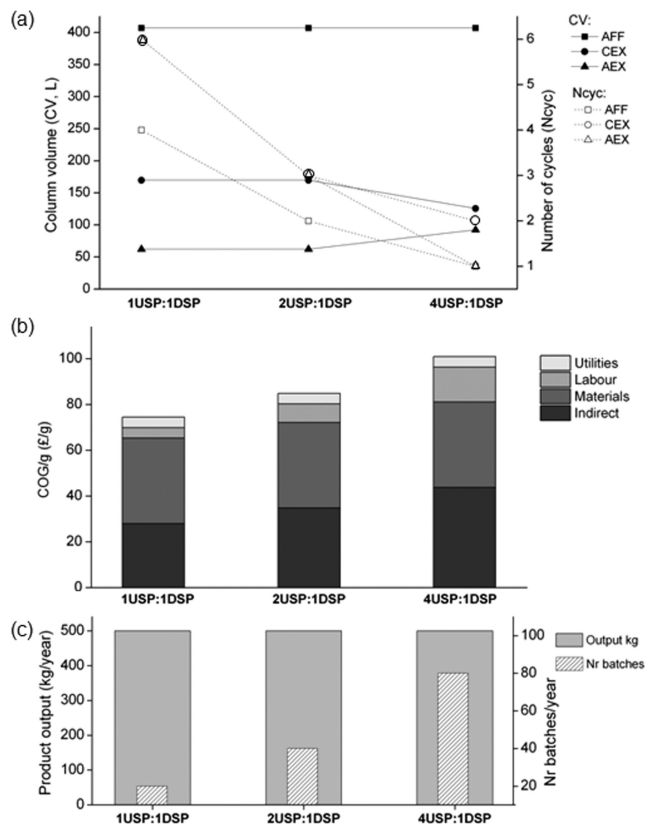 (a)
400
350
300
250
200
150
100
50
0
Column volume (CV, L)
6
5
4
3
2
1
Number of cycles (Ncyc)
1USP:1DSP 2USP:1DSP 4USP:1DSP
CV:
AFF
CEX
AEX
Ncyc:
AFF
CEX
AEX
(b)
100
80
60
40
20
0
COG/g (£/g)
1USP:1DSP 2USP:1DSP 4USP:1DSP
Utilities
Labour
Materials
Indirect
(c)
500
400
300
200
100
0
Product output (kg/year)
100
80
60
40
20
Nr batches/year
1USP:1DSP 2USP:1DSP 4USP:1DSP
Output kg
Nr batches